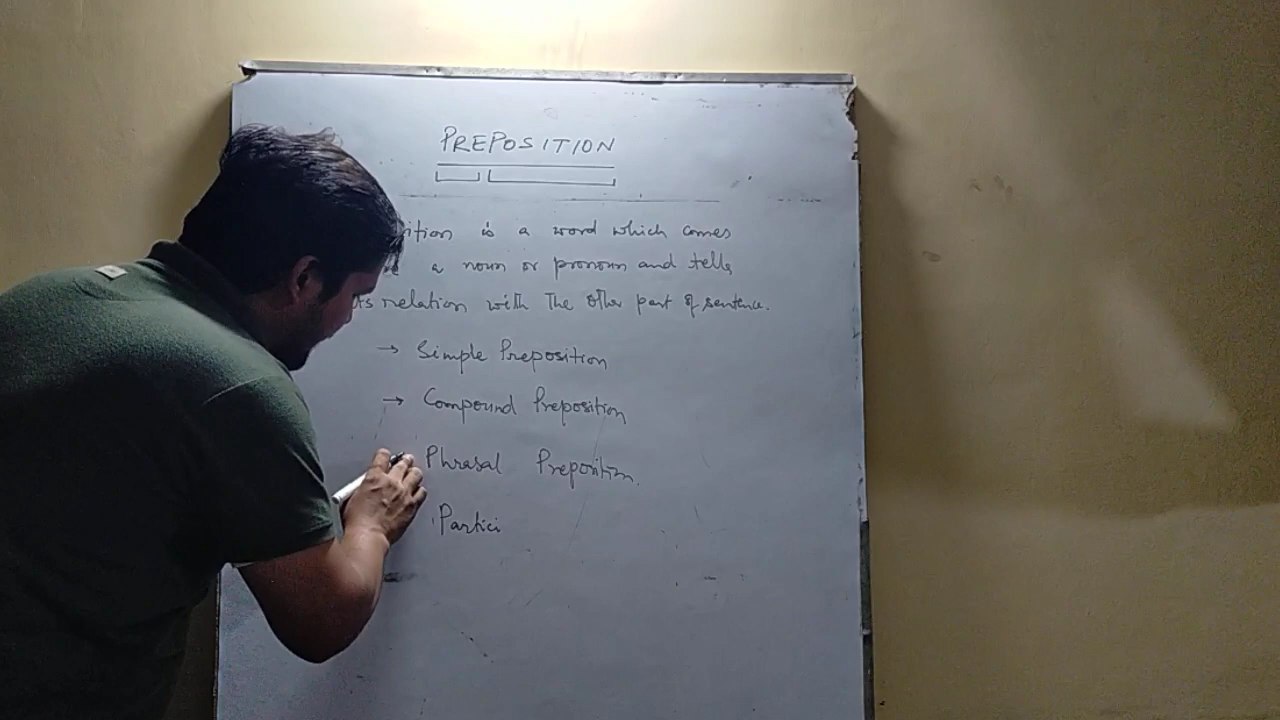 PREPOSITION
ition is a word which comes
a noun or pronoun and tells
its relation with the other part of sentence.
→ Simple Preposition
→ Compound Preposition
Phrasal Preposition.
Partici